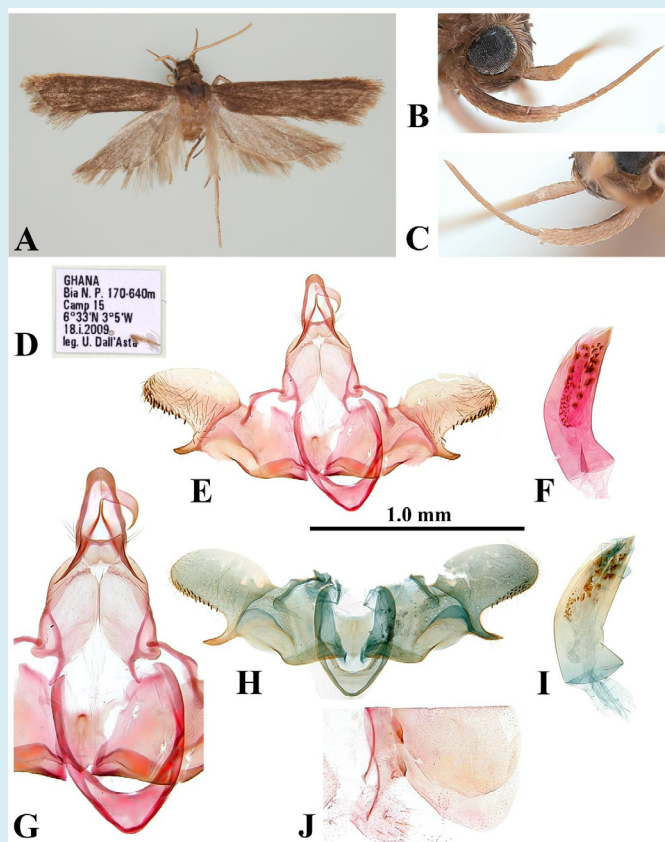 A
B
C
D
GHANA
Bia N. P. 170-640m
Camp 15
6°33'N 3°5'W
18.i.2009
leg. U. Dall'Asta
E
F
1.0 mm
G
H
I
J